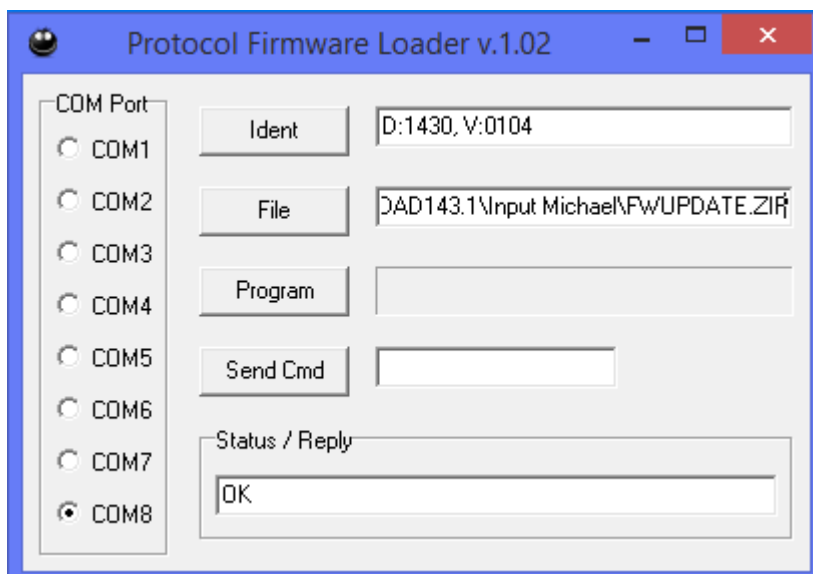 Protocol Firmware Loader v.1.02
COM Port
COM1
COM2
COM3
COM4
COM5
COM6
COM7
COM8
Ident
D:1430, V:0104
File
DAD143.1\Input Michael\FWUPDATE.ZIP
Program
Send Cmd
Status / Reply
OK